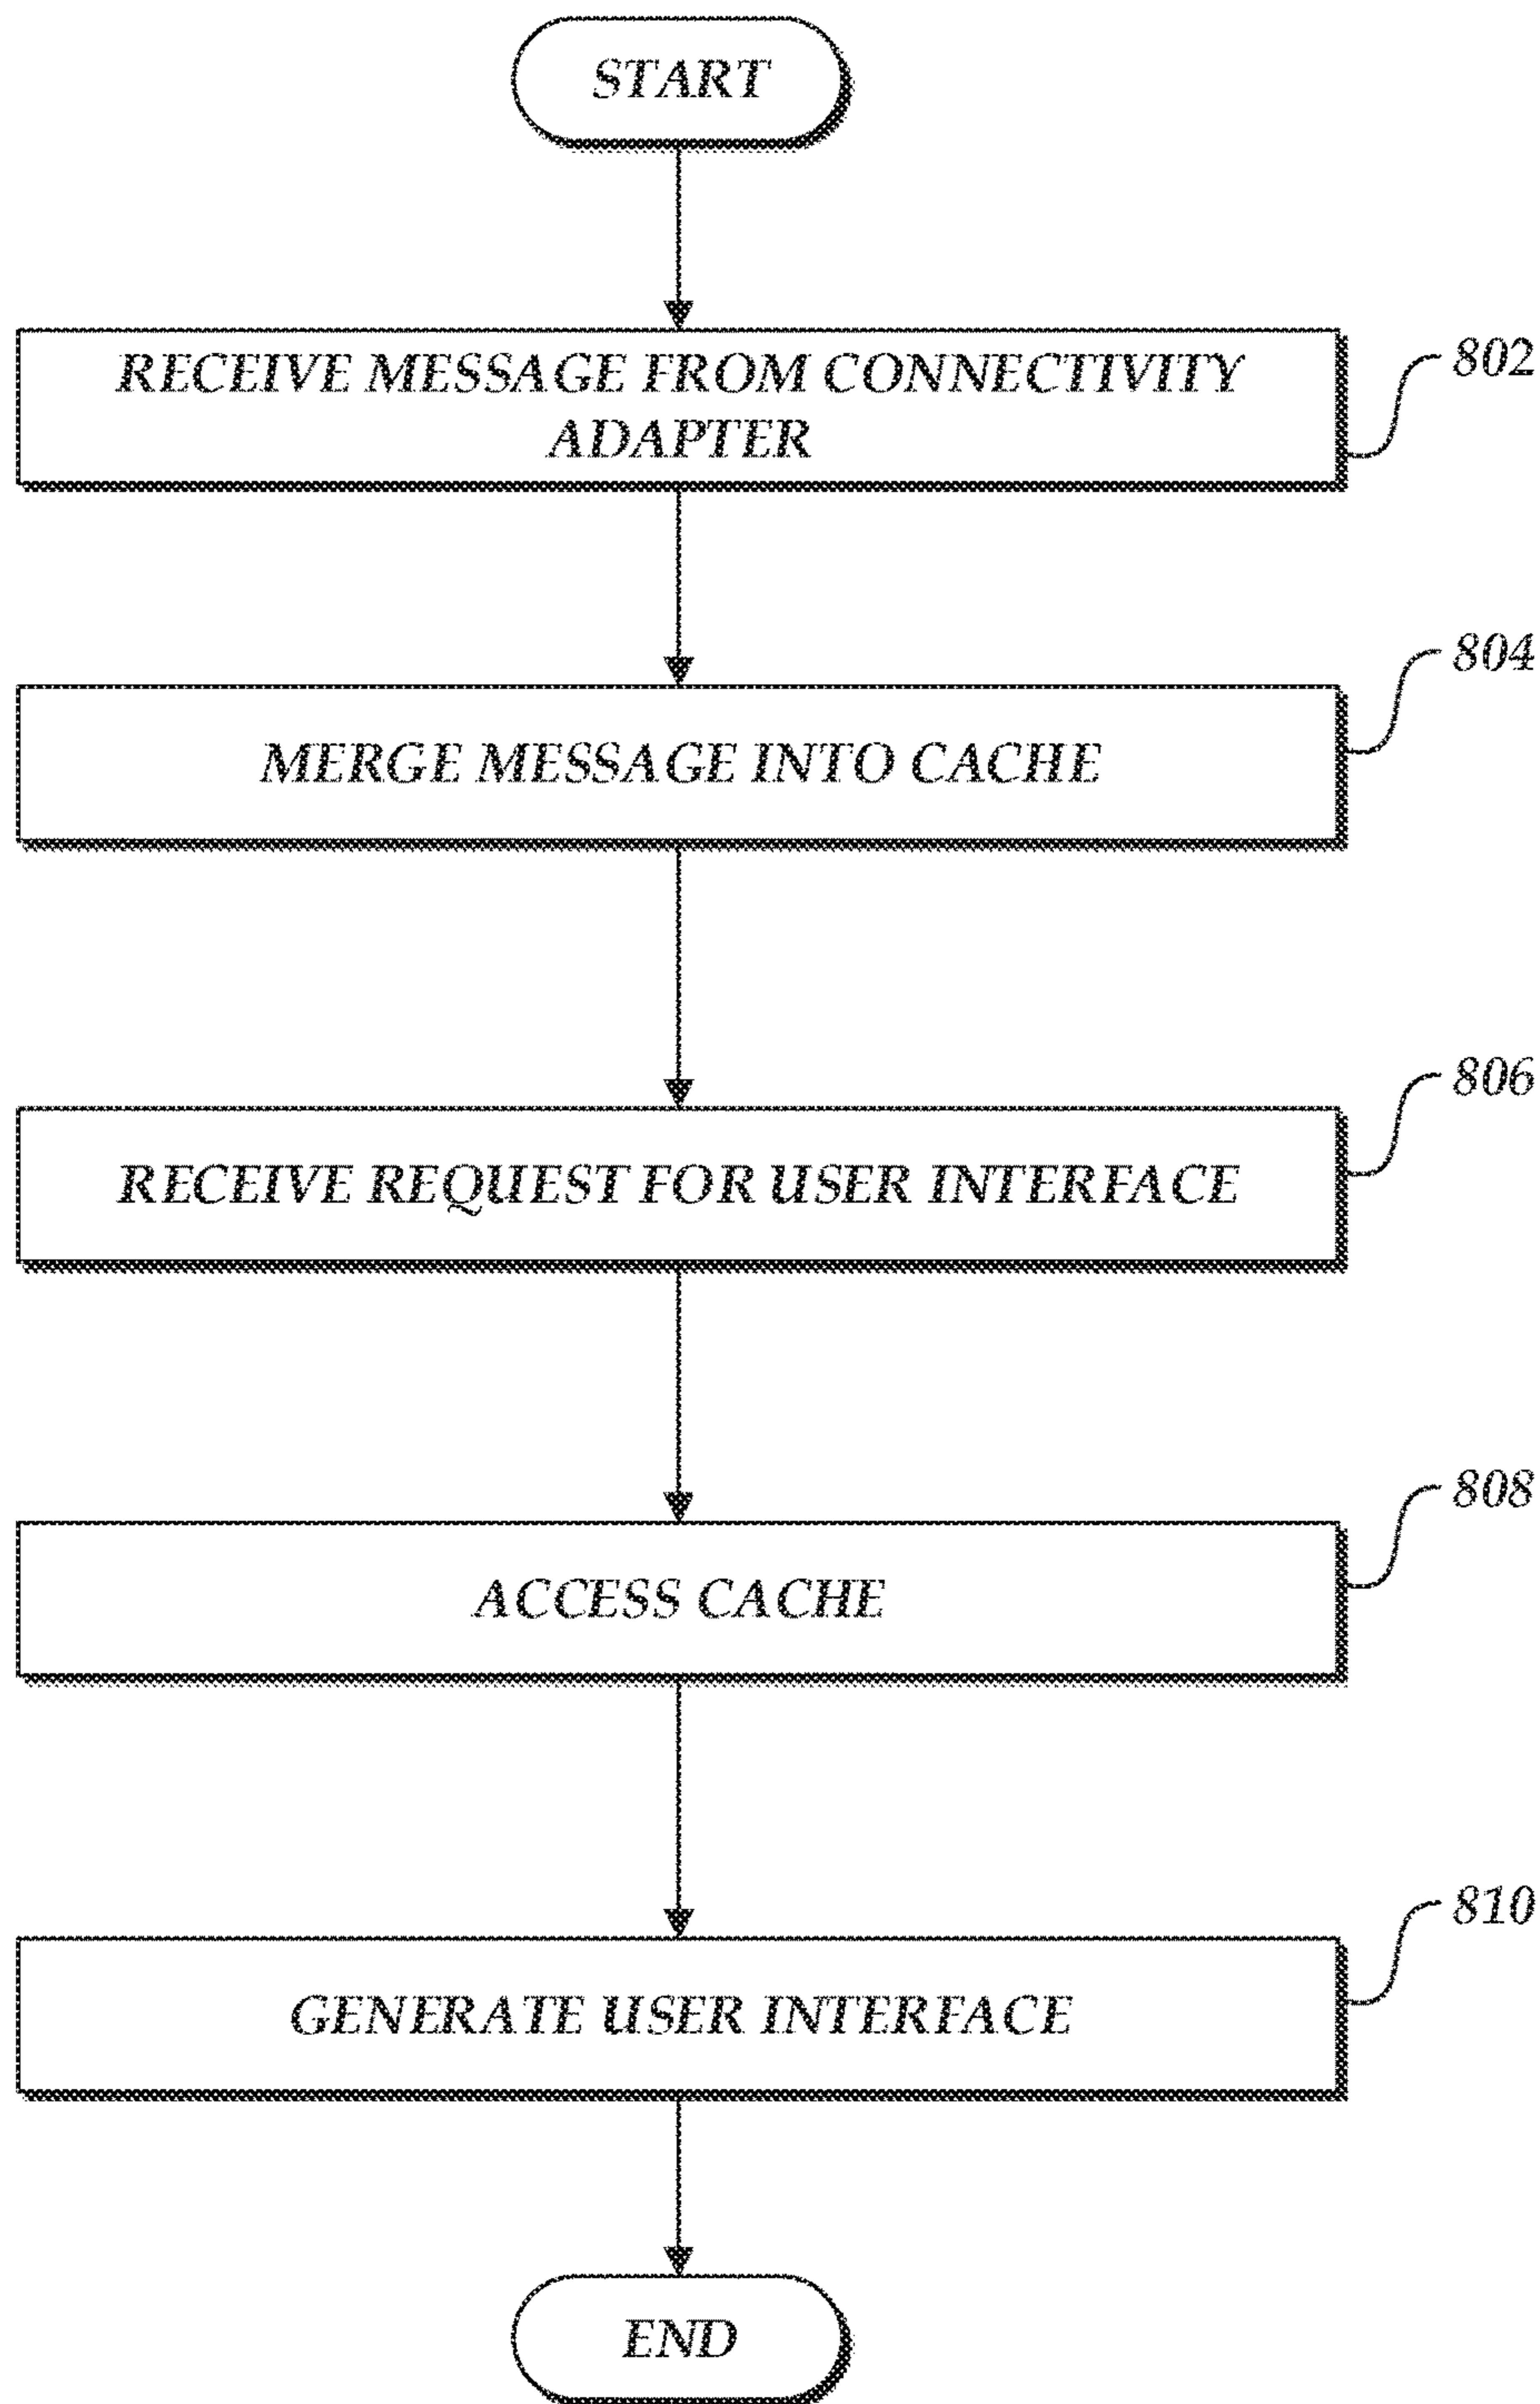 START
RECEIVE MESSAGE FROM CONNECTIVITY
ADAPTER
802
MERGE MESSAGE INTO CACHE
804
RECEIVE REQUEST FOR USER INTERFACE
806
ACCESS CACHE
808
GENERATE USER INTERFACE
810
END